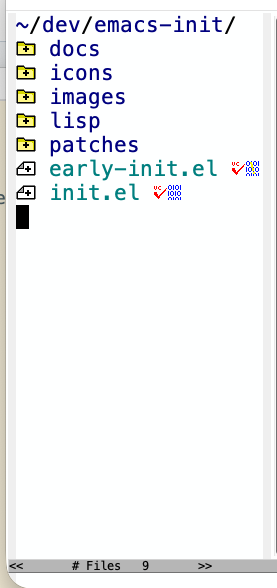 ~/dev/emacs-init/
docs
icons
images
lisp
patches
early-init.el
init.el
<< # Files 9 >>